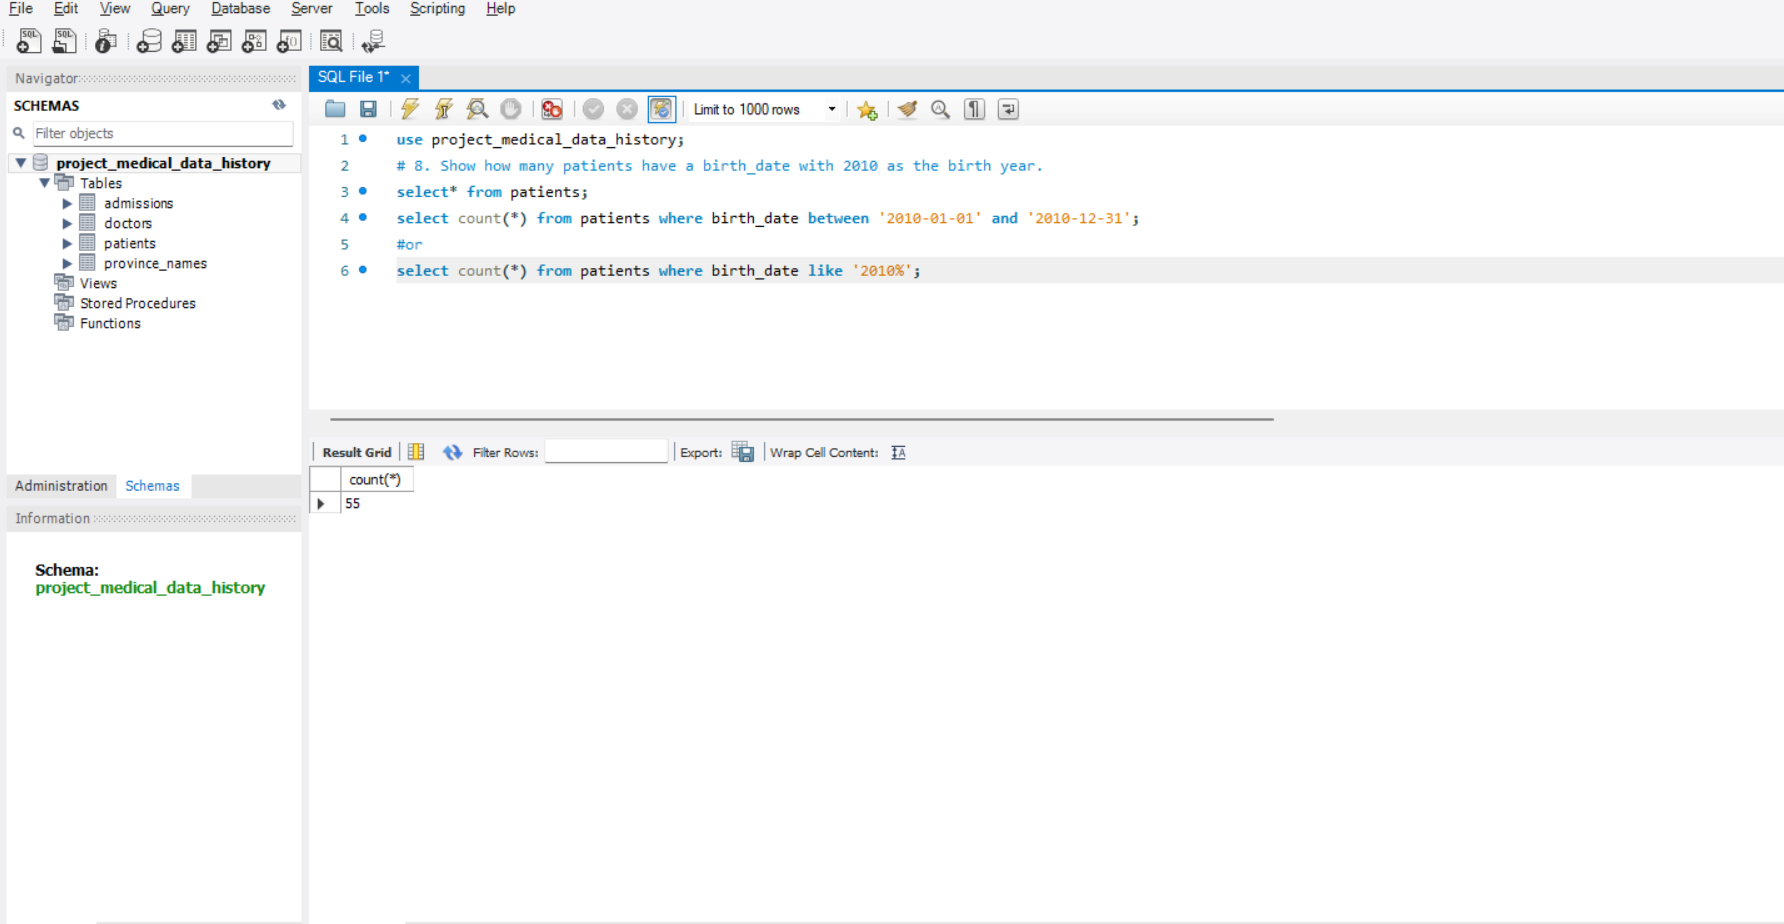 File Edit View Query Database Server Tools Scripting Help
Navigator
SCHEMAS
Filter objects
project_medical_data_history
Tables
admissions
doctors
patients
province_names
Views
Stored Procedures
Functions
Administration Schemas
Information
Schema:
project_medical_data_history
SQL File 1*
Limit to 1000 rows
1 use project_medical_data_history;
2 # 8. Show how many patients have a birth_date with 2010 as the birth year.
3 select* from patients;
4 select count(*) from patients where birth_date between '2010-01-01' and '2010-12-31';
5 #or
6 select count(*) from patients where birth_date like '2010%';
Result Grid Filter Rows: Export: Wrap Cell Content:
count(*)
55